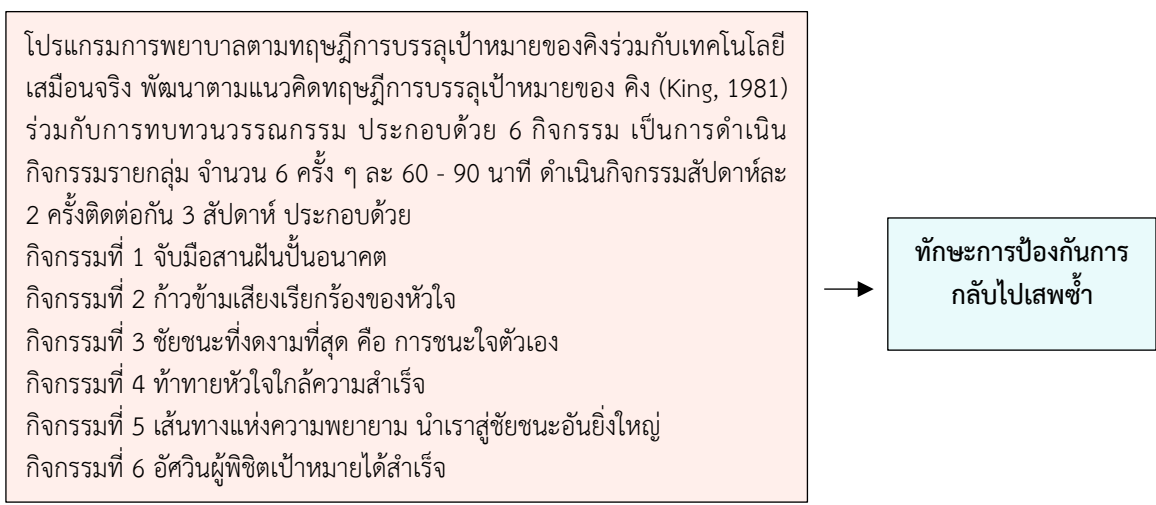 โปรแกรมการพยาบาลตามทฤษฎีการบรรลุเป้าหมายของคิงร่วมกับเทคโนโลยี
เสมือนจริง พัฒนาตามแนวคิดทฤษฎีการบรรลุเป้าหมายของ คิง (King, 1981)
ร่วมกับการทบทวนวรรณกรรม ประกอบด้วย 6 กิจกรรม เป็นการดำเนิน
กิจกรรมรายกลุ่ม จำนวน 6 ครั้ง ๆ ละ 60 - 90 นาที ดำเนินกิจกรรมสัปดาห์ละ
2 ครั้งติดต่อกัน 3 สัปดาห์ ประกอบด้วย
กิจกรรมที่ 1 จับมือสานฝันปั้นอนาคต
กิจกรรมที่ 2 ก้าวข้ามเสียงเรียกร้องของหัวใจ
กิจกรรมที่ 3 ชัยชนะที่งดงามที่สุด คือ การชนะใจตัวเอง
กิจกรรมที่ 4 ท้าทายหัวใจใกล้ความสำเร็จ
กิจกรรมที่ 5 เส้นทางแห่งความพยายาม นำเราสู่ชัยชนะอันยิ่งใหญ่
กิจกรรมที่ 6 อัศวินผู้พิชิตเป้าหมายได้สำเร็จ
ทักษะการป้องกันการ
กลับไปเสพซ้ำ